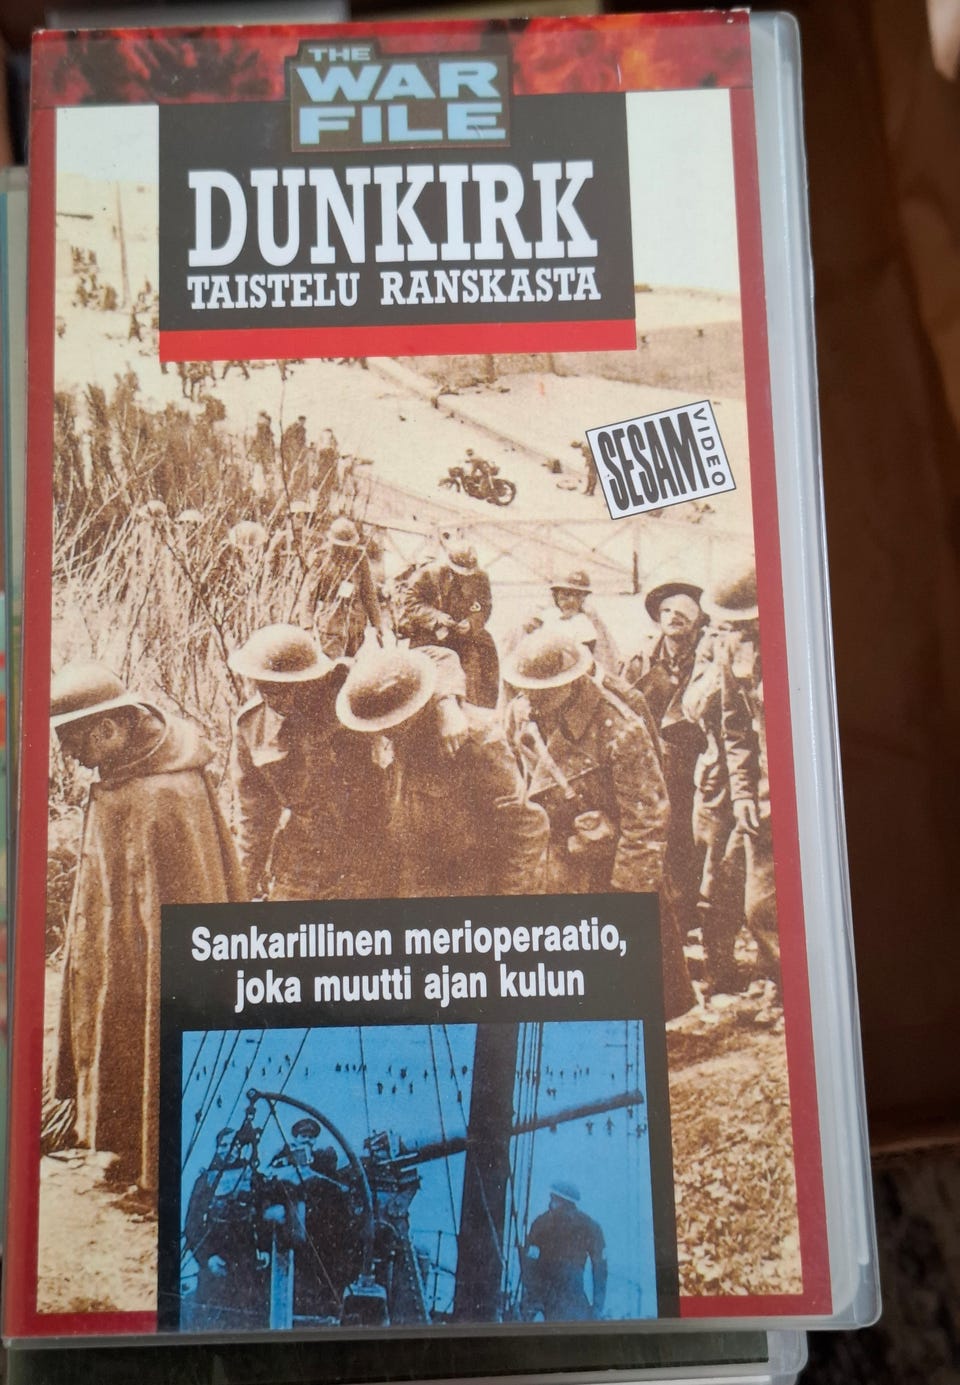 THE
WAR
FILE
DUNKIRK
TAISTELU RANSKASTA
SESAM
VIDEO
Sankarillinen merioperaatio,
joka muutti ajan kulun